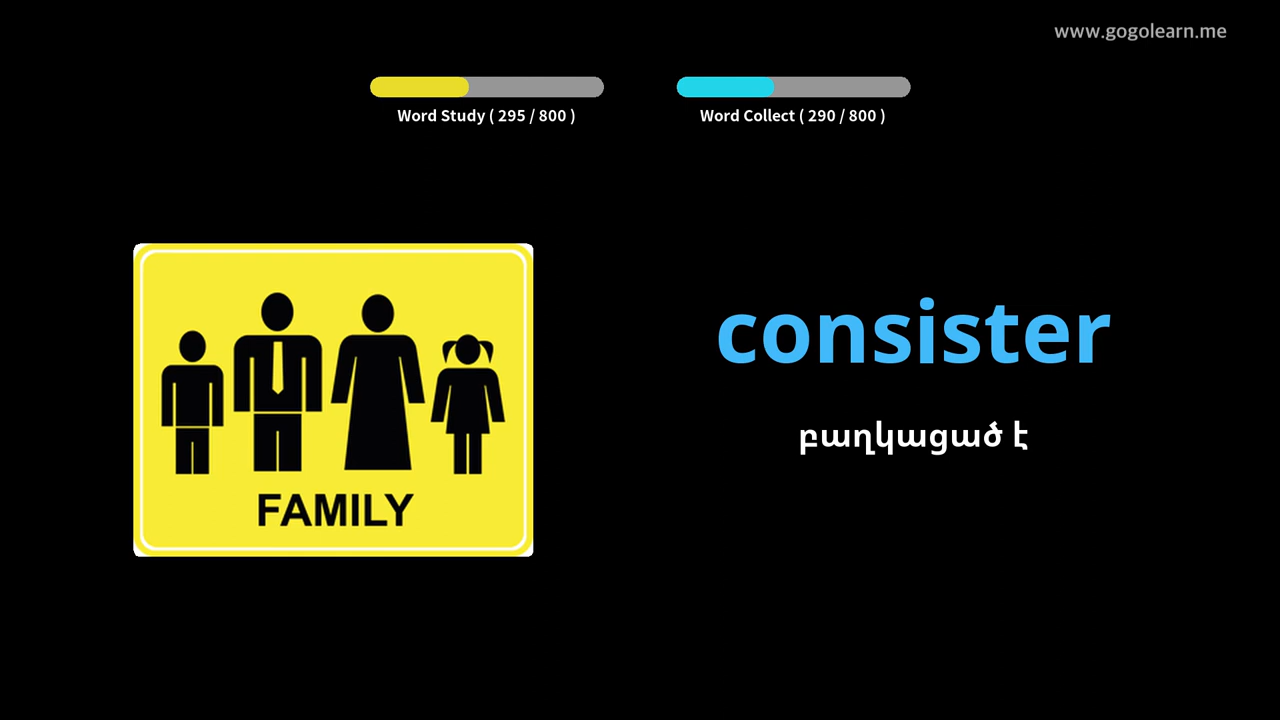 www.gogolearn.me
Word Study ( 295 / 800 )
Word Collect ( 290 / 800 )
consister
բաղկացած է
FAMILY